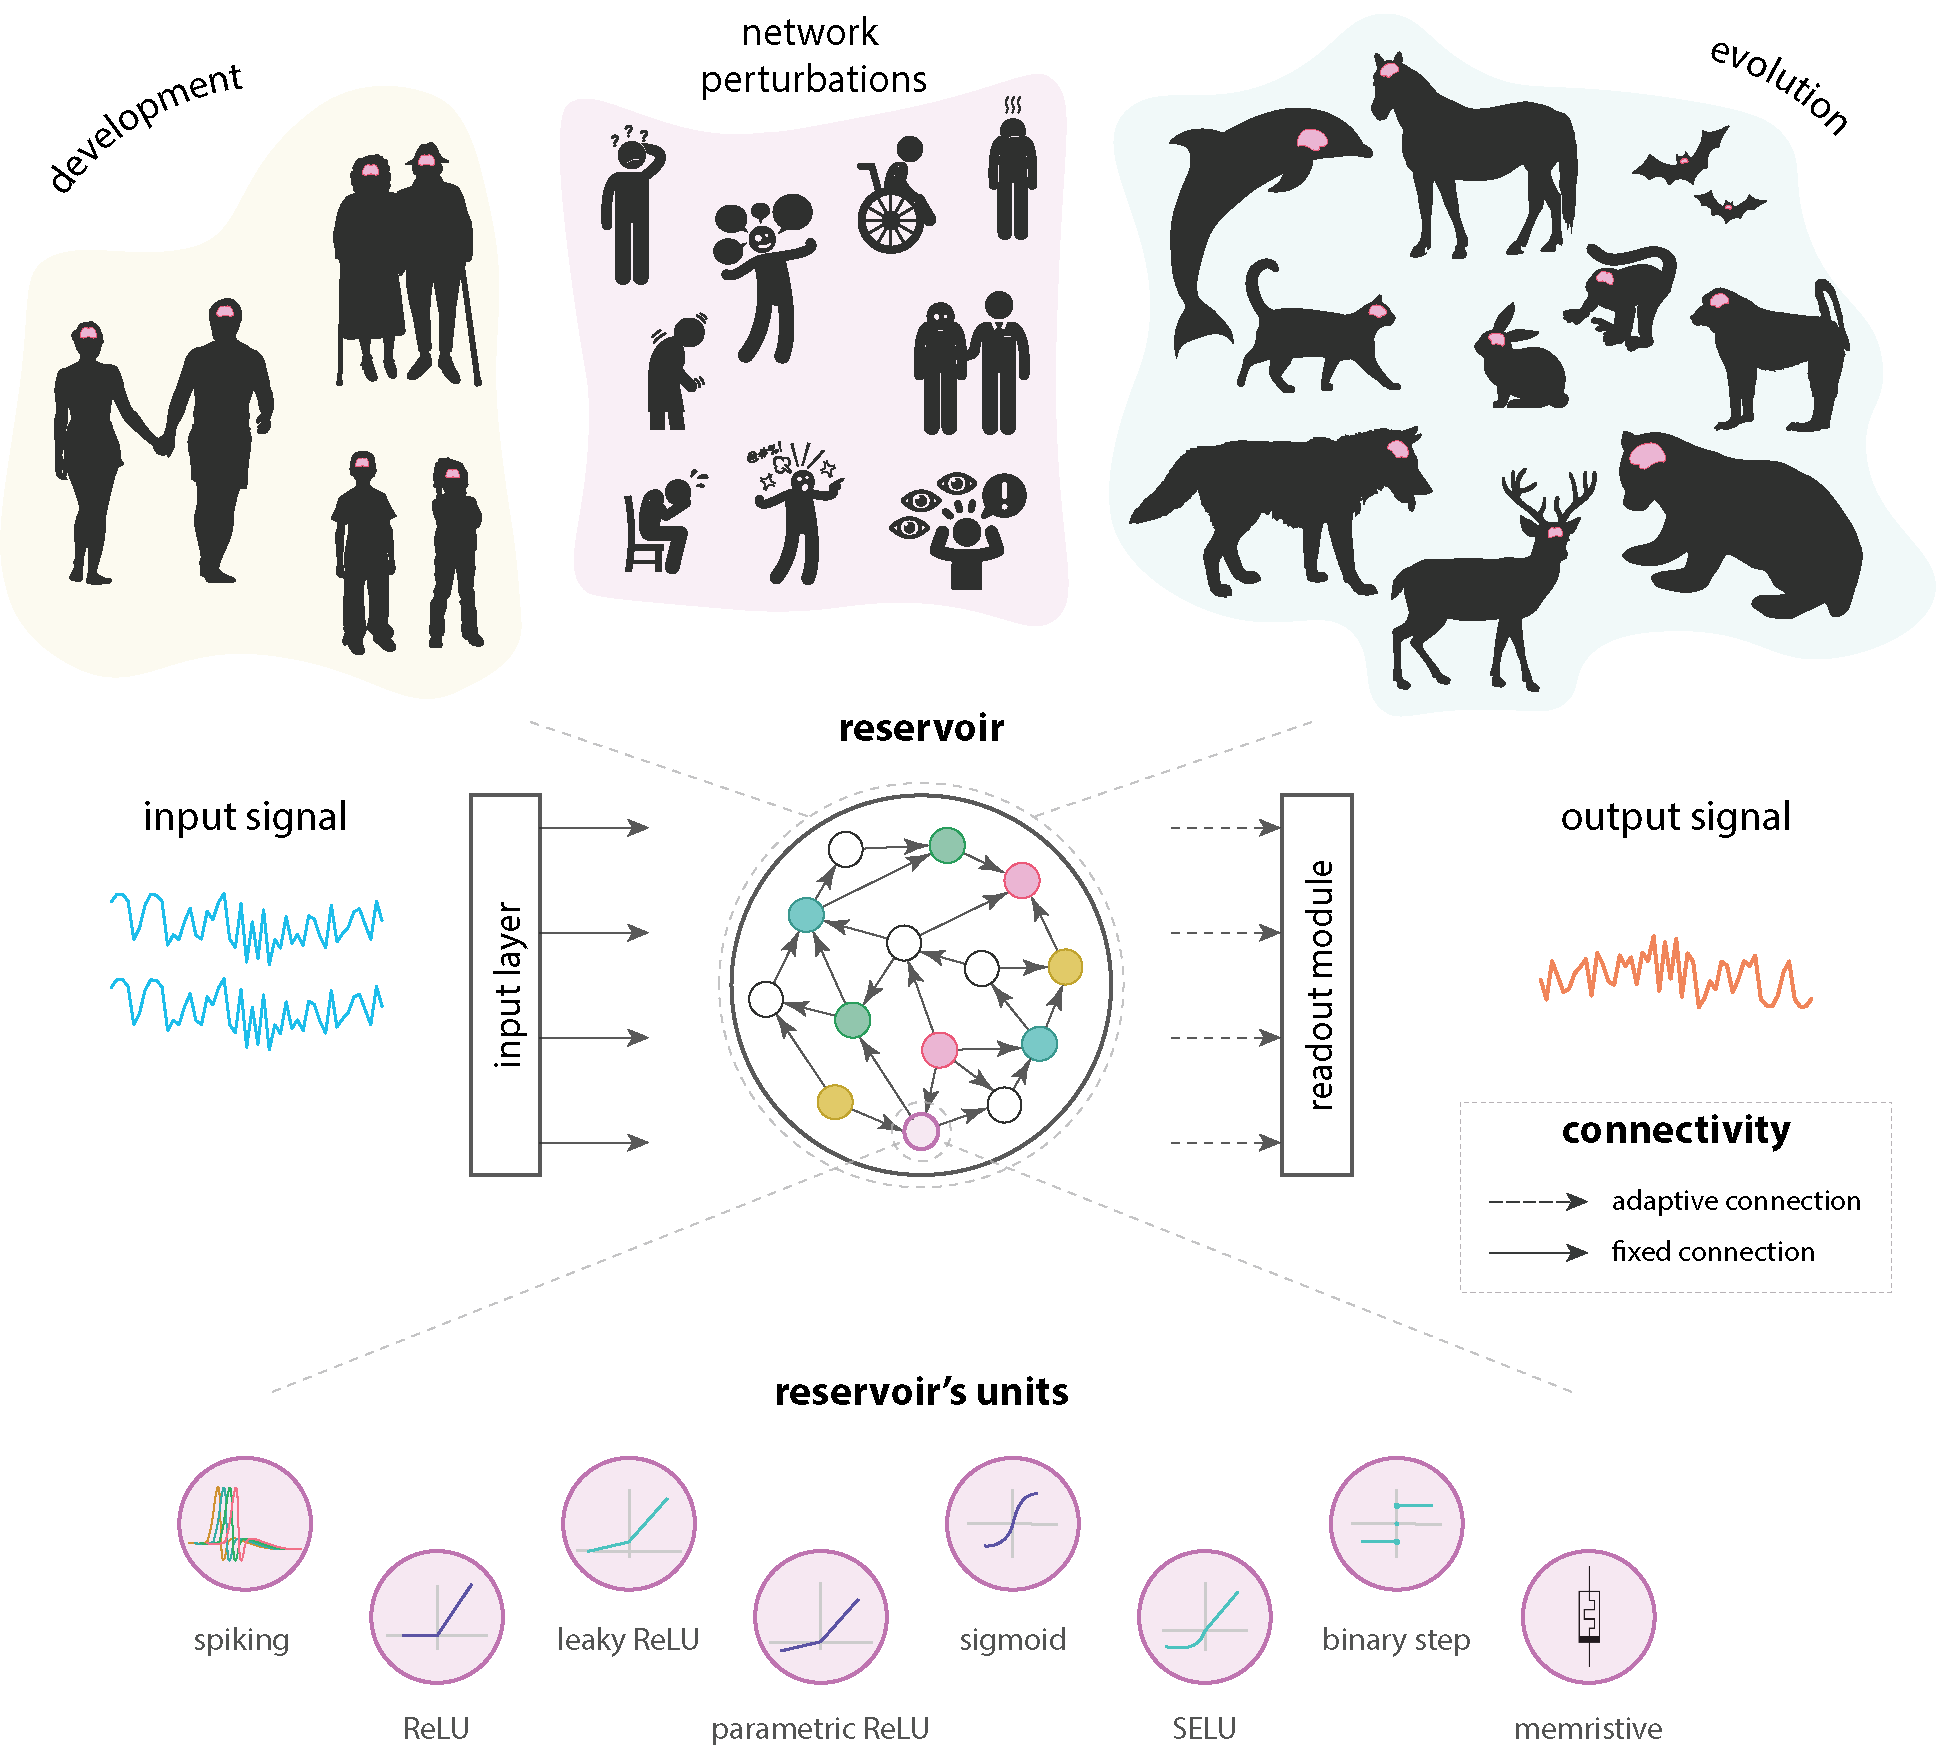 development
network
perturbations
evolution
? ? ?
@#%!
!
reservoir
input signal
input layer
readout module
output signal
connectivity
adaptive connection
fixed connection
reservoir’s units
spiking
ReLU
leaky ReLU
parametric ReLU
sigmoid
SELU
binary step
memristive